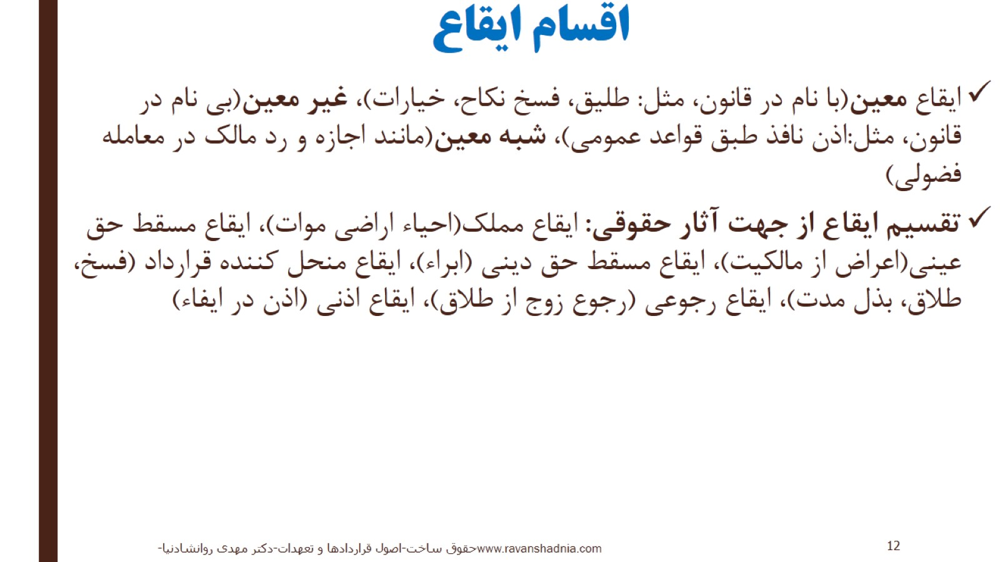 اقسام ایقاع
✓ ایقاع معین(با نام در قانون، مثل: طلیق، فسخ نکاح، خیارات)، غیر معین(بی نام در
قانون، مثل:اذن نافذ طبق قواعد عمومی)، شبه معین(مانند اجازه و رد مالک در معامله
فضولی)
✓ تقسیم ایقاع از جهت آثار حقوقی: ایقاع مملک(احیاء اراضی موات)، ایقاع مسقط حق
عینی(اعراض از مالکیت)، ایقاع مسقط حق دینی (ابراء)، ایقاع منحل کننده قرارداد (فسخ،
طلاق، بذل مدت)، ایقاع رجوعی (رجوع زوج از طلاق)، ایقاع اذنی (اذن در ایفاء)
www.ravanshadnia.comحقوق ساخت-اصول قراردادها و تعهدات-دکتر مهدی روانشادنیا-
12